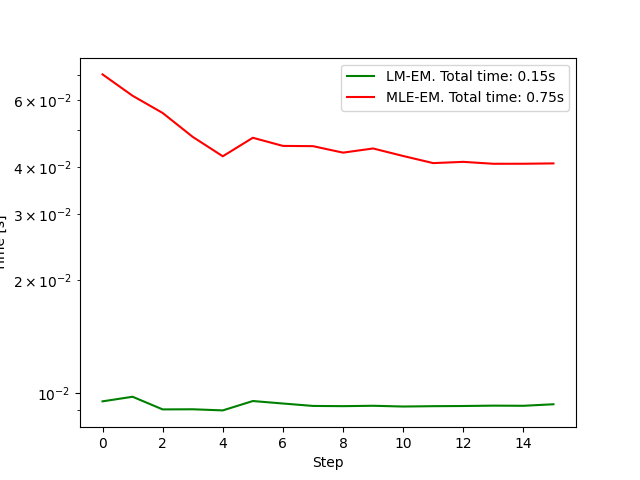 LM-EM. Total time: 0.15s
MLE-EM. Total time: 0.75s
6 × 10⁻²
4 × 10⁻²
3 × 10⁻²
2 × 10⁻²
10⁻²
[s]
0 2 4 6 8 10 12 14
Step